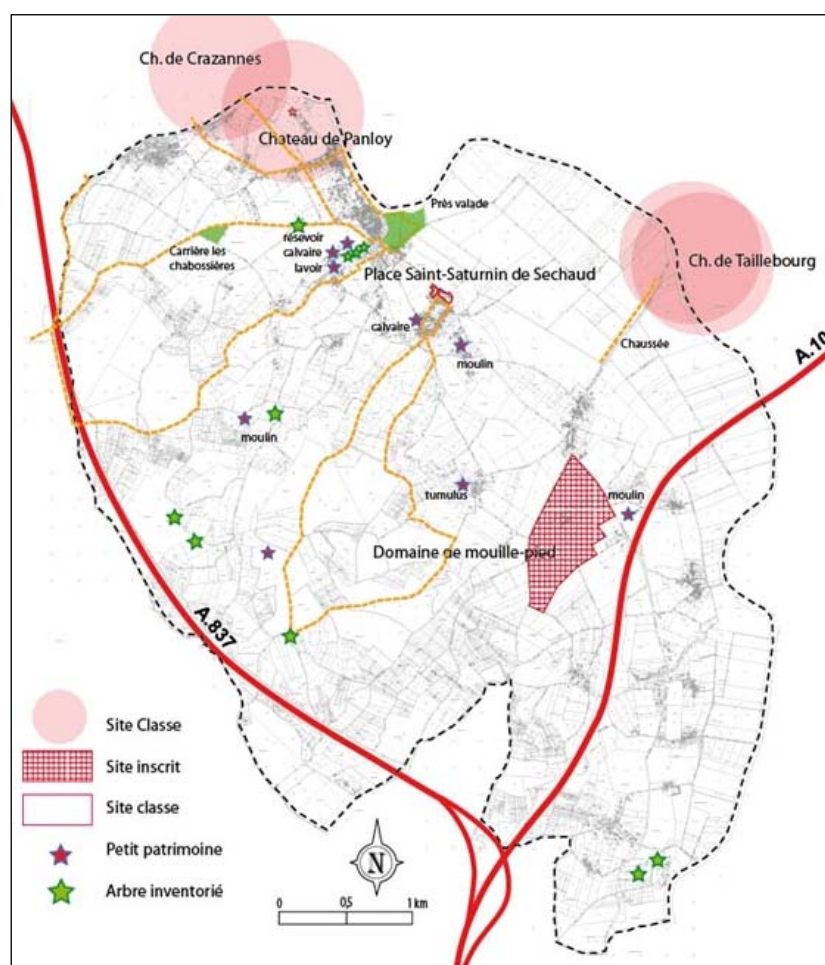 Ch. de Crazannes
Chateau de Panloy
Près valade
résevoir
calvaire
lavoir
Carrière les
chabossières
Place Saint-Saturnin de Sechaud
Ch. de Taillebourg
calvaire
moulin
Chaussée
A.10
moulin
tumulus
moulin
Domaine de mouille-pied
A.837
Site Classe
Site inscrit
Site classe
Petit patrimoine
Arbre inventorié
N
0 0,5 1 km